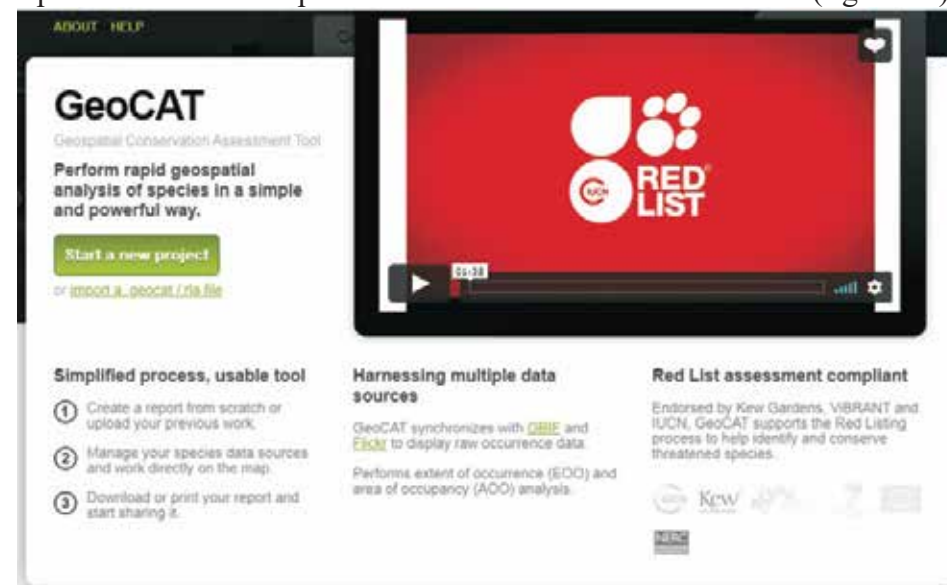 ABOUT HELP
GeoCAT
Geospatial Conservation Assessment Tool
Perform rapid geospatial
analysis of species in a simple
and powerful way.
Start a new project
or import a .geocat / .rla file
IUCN
RED
LIST
01:38
Simplified process, usable tool
1 Create a report from scratch or
upload your previous work.
2 Manage your species data sources
and work directly on the map.
3 Download or print your report and
start sharing it.
Harnessing multiple data
sources
GeoCAT synchronizes with GBIF and
Flickr to display raw occurrence data.
Performs extent of occurrence (EOO) and
area of occupancy (AOO) analysis.
Red List assessment compliant
Endorsed by Kew Gardens, ViBRANT and
IUCN, GeoCAT supports the Red Listing
process to help identify and conserve
threatened species.
Kew
NERC